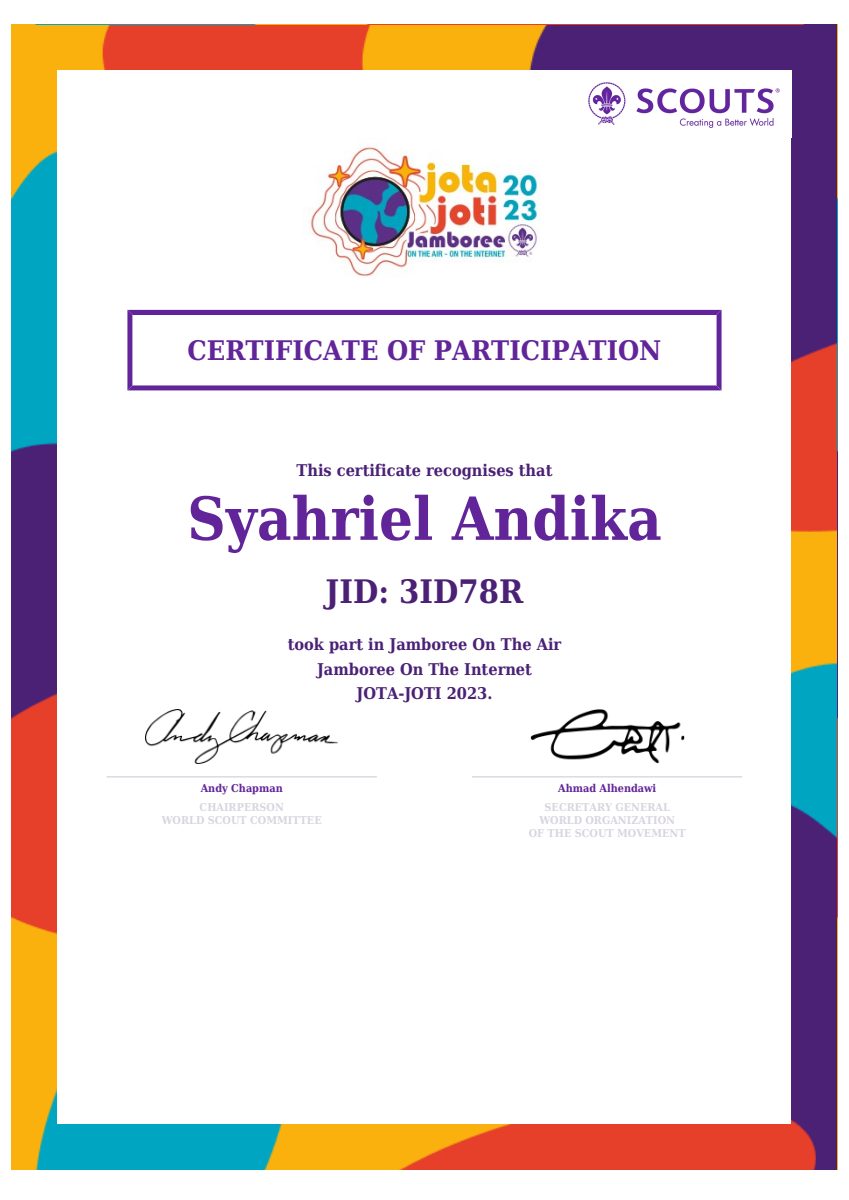 SCOUTS®
Creating a Better World
jota 20
joti 23
Jamboree
ON THE AIR - ON THE INTERNET
CERTIFICATE OF PARTICIPATION
This certificate recognises that
Syahriel Andika
JID: 3ID78R
took part in Jamboree On The Air
Jamboree On The Internet
JOTA-JOTI 2023.
Andy Chapman
Andy Chapman
CHAIRPERSON
WORLD SCOUT COMMITTEE
Ahmad Alhendawi
SECRETARY GENERAL
WORLD ORGANIZATION
OF THE SCOUT MOVEMENT